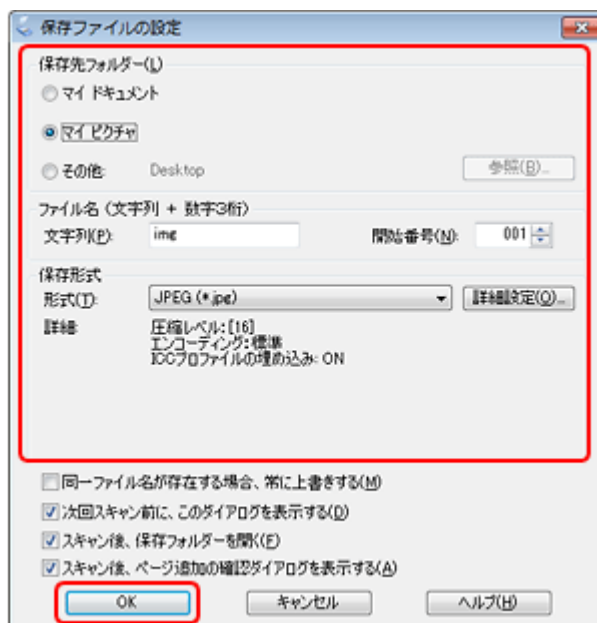 保存ファイルの設定
保存先フォルダー(L)
マイ ドキュメント
マイ ピクチャ
その他: Desktop 参照(B)...
ファイル名 (文字列 + 数字3桁)
文字列(P): img 開始番号(N): 001
保存形式
形式(T): JPEG (*.jpg) 詳細設定(O)...
詳細: 圧縮レベル:[16]
エンコーディング:標準
ICCプロファイルの埋め込み: ON
同一ファイル名が存在する場合、常に上書きする(M)
次回スキャン前に、このダイアログを表示する(D)
スキャン後、保存フォルダーを開く(F)
スキャン後、ページ追加の確認ダイアログを表示する(A)
OK キャンセル ヘルプ(H)